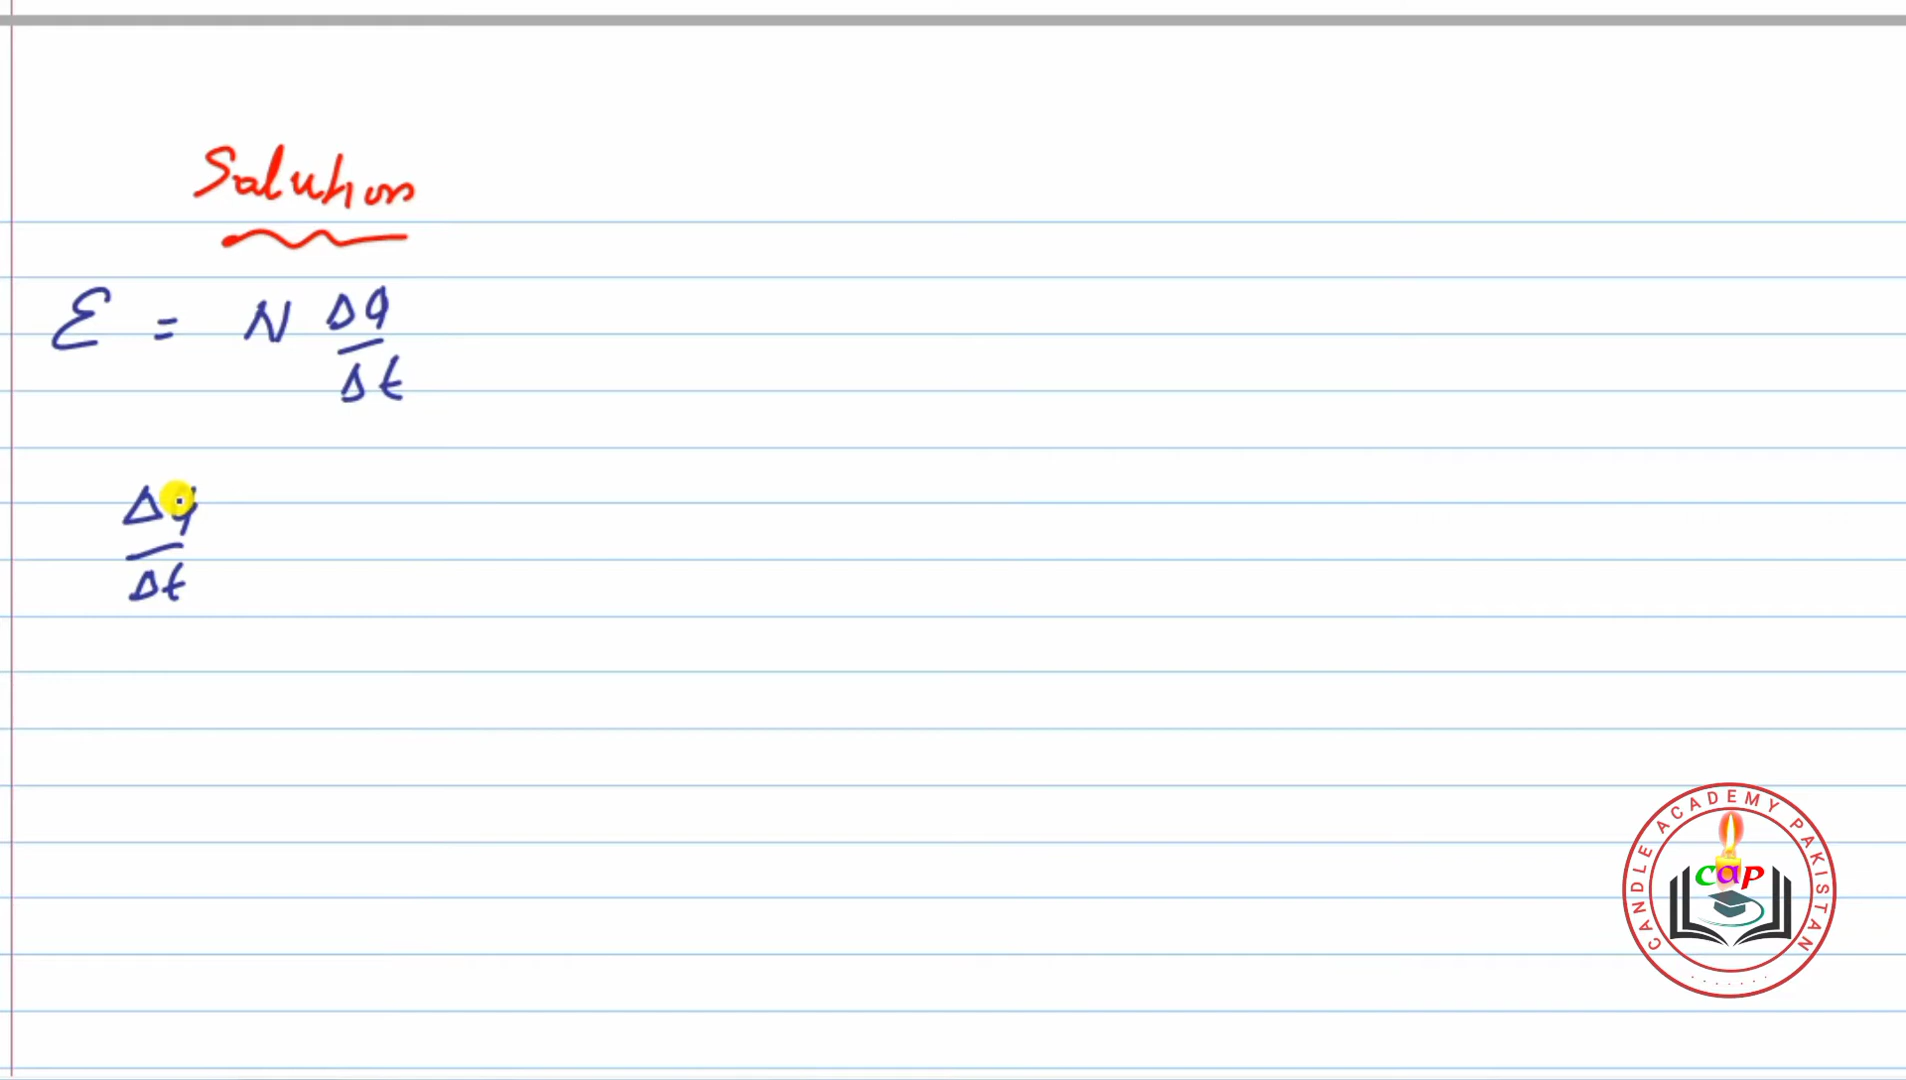 Solution
ℰ = N Δφ/Δt
Δφ/Δt
CANDLE ACADEMY PAKISTAN
CaP